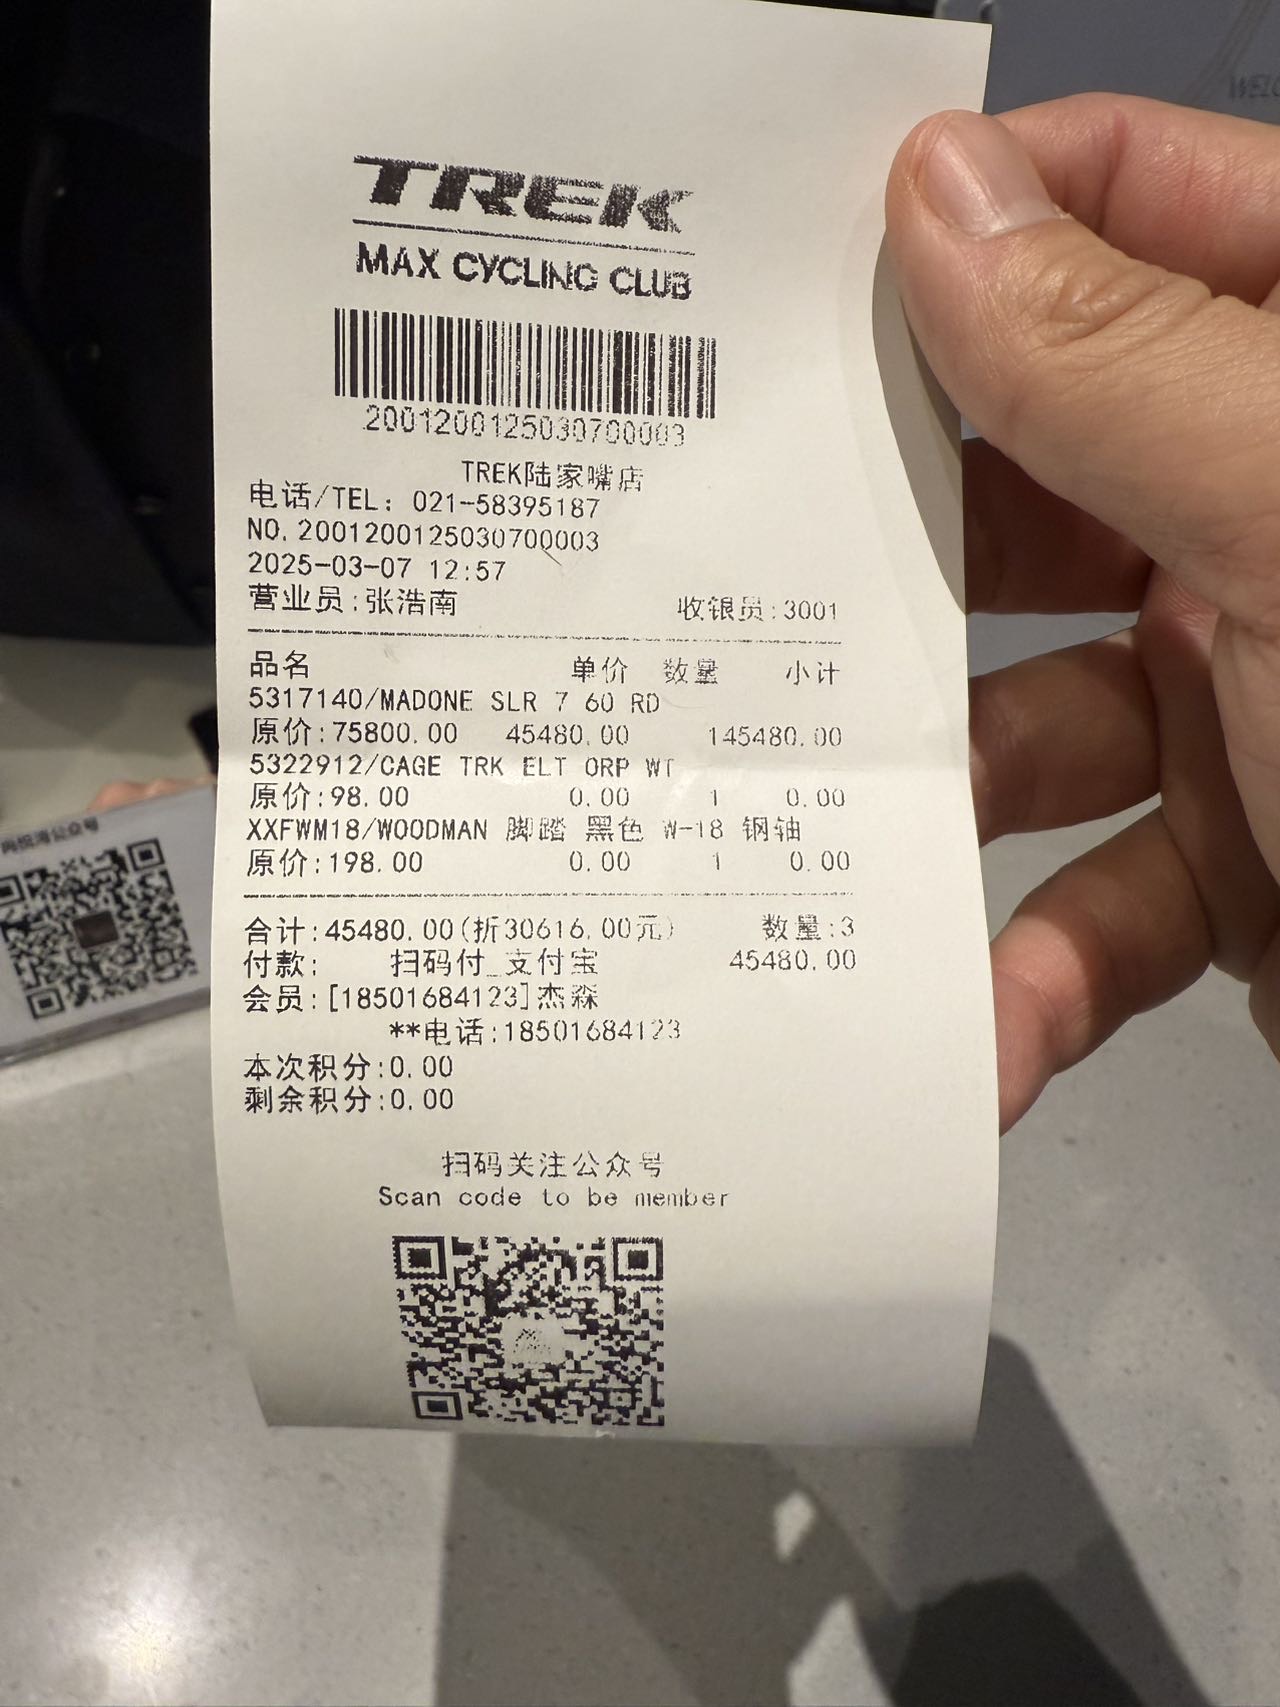 TREK
MAX CYCLING CLUB
2001200125030700003
TREK陆家嘴店
电话/TEL: 021-58395187
NO.2001200125030700003
2025-03-07 12:57
营业员:张浩南 收银员:3001
品名 单价 数量 小计
5317140/MADONE SLR 7 60 RD
原价:75800.00 45480.00 145480.00
5322912/CAGE TRK ELT ORP WT
原价:98.00 0.00 1 0.00
XXFWM18/WOODMAN 脚踏 黑色 W-18 钢轴
原价:198.00 0.00 1 0.00
合计:45480.00(折30616.00元) 数量:3
付款: 扫码付_支付宝 45480.00
会员:[18501684123]杰森
**电话:18501684123
本次积分:0.00
剩余积分:0.00
扫码关注公众号
Scan code to be member
公众号